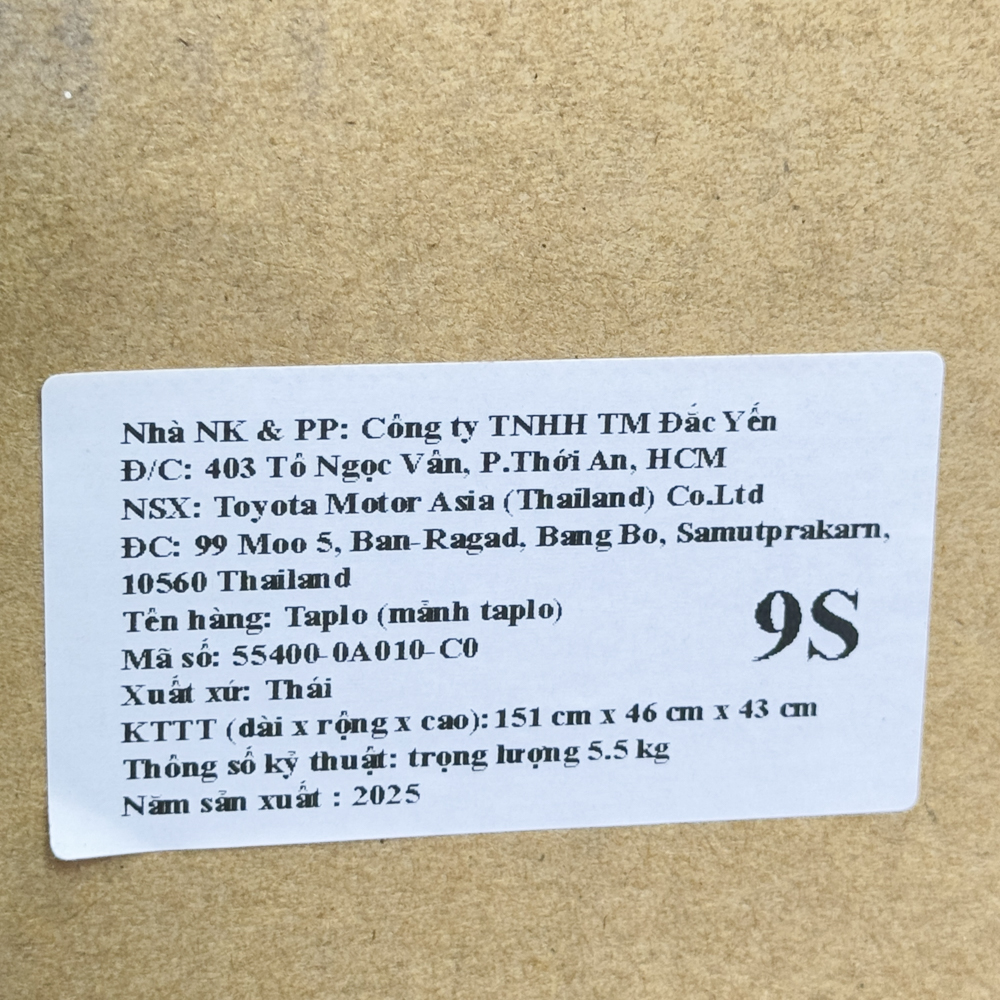 Nhà NK & PP: Công ty TNHH TM Đắc Yến
Đ/C: 403 Tô Ngọc Vân, P.Thới An, HCM
NSX: Toyota Motor Asia (Thailand) Co.Ltd
ĐC: 99 Moo 5, Ban-Ragad, Bang Bo, Samutprakarn,
10560 Thailand
Tên hàng: Taplo (mảnh taplo)
Mã số: 55400-0A010-C0
9S
Xuất xứ: Thái
KTTT (dài x rộng x cao): 151 cm x 46 cm x 43 cm
Thông số kỷ thuật: trọng lượng 5.5 kg
Năm sản xuất : 2025